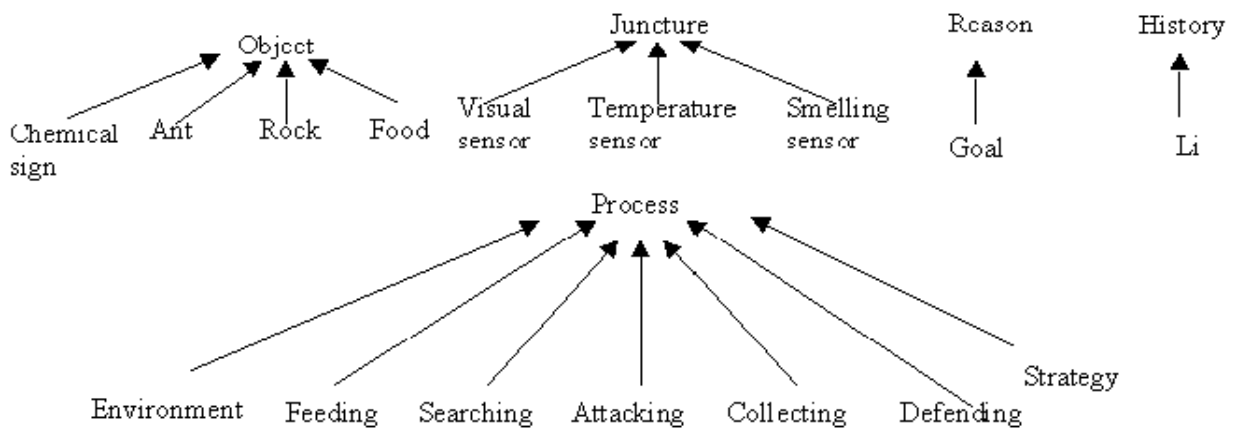 Object
Juncture
Reason
History
Chemical
sign
Ant
Rock
Food
Visual
sensor
Temperature
sensor
Smelling
sensor
Goal
Li
Process
Environment
Feeding
Searching
Attacking
Collecting
Defending
Strategy